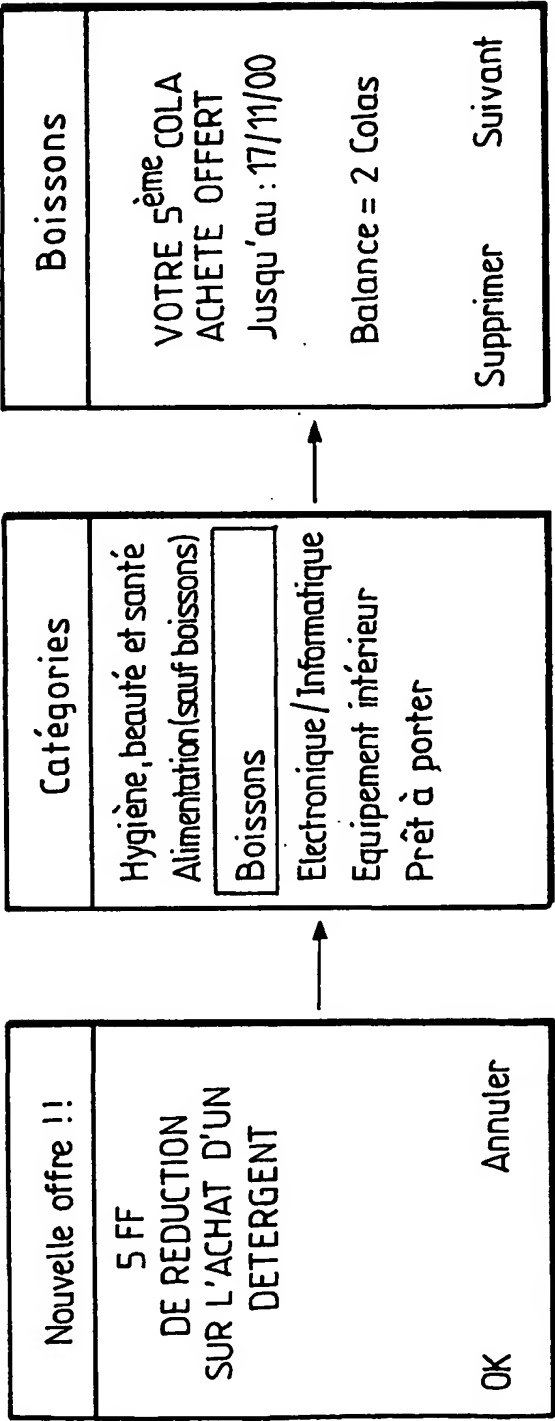 Nouvelle offre !!
5 FF
DE REDUCTION
SUR L'ACHAT D'UN
DETERGENT
OK Annuler
Catégories
Hygiène, beauté et santé
Alimentation (sauf boissons)
Boissons
Electronique / Informatique
Equipement intérieur
Prêt à porter
Boissons
VOTRE 5ème COLA
ACHETE OFFERT
Jusqu'au : 17/11/00
Balance = 2 Colas
Supprimer Suivant